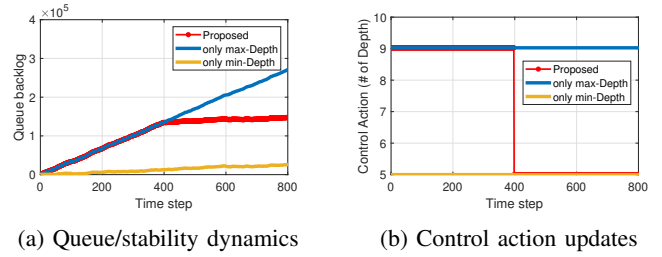 ×10⁵
4
3
2
1
0
Queue backlog
Proposed
only max-Depth
only min-Depth
0 200 400 600 800
Time step
(a) Queue/stability dynamics
10
9
8
7
6
5
Control Action (# of Depth)
Proposed
only max-Depth
only min-Depth
0 200 400 600 800
Time step
(b) Control action updates